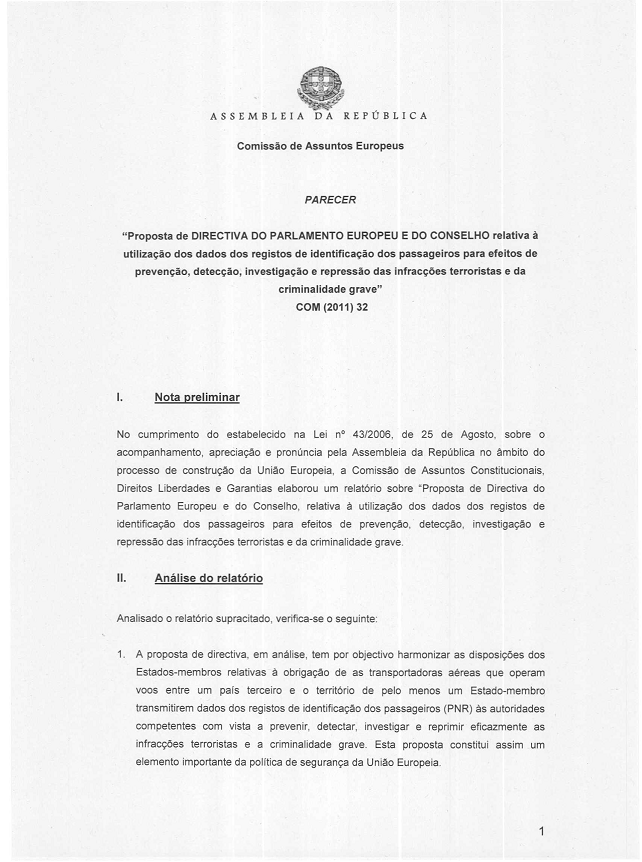 ASSEMBLEIA DA REPÚBLICA
Comissão de Assuntos Europeus
PARECER
“Proposta de DIRECTIVA DO PARLAMENTO EUROPEU E DO CONSELHO relativa à
utilização dos dados dos registos de identificação dos passageiros para efeitos de
prevenção, detecção, investigação e repressão das infracções terroristas e da
criminalidade grave”
COM (2011) 32
I. Nota preliminar
No cumprimento do estabelecido na Lei nº 43/2006, de 25 de Agosto, sobre o
acompanhamento, apreciação e pronúncia pela Assembleia da República no âmbito do
processo de construção da União Europeia, a Comissão de Assuntos Constitucionais,
Direitos Liberdades e Garantias elaborou um relatório sobre “Proposta de Directiva do
Parlamento Europeu e do Conselho, relativa à utilização dos dados dos registos de
identificação dos passageiros para efeitos de prevenção, detecção, investigação e
repressão das infracções terroristas e da criminalidade grave.
II. Análise do relatório
Analisado o relatório supracitado, verifica-se o seguinte:
1. A proposta de directiva, em análise, tem por objectivo harmonizar as disposições dos
Estados-membros relativas à obrigação de as transportadoras aéreas que operam
voos entre um país terceiro e o território de pelo menos um Estado-membro
transmitirem dados dos registos de identificação dos passageiros (PNR) às autoridades
competentes com vista a prevenir, detectar, investigar e reprimir eficazmente as
infracções terroristas e a criminalidade grave. Esta proposta constitui assim um
elemento importante da política de segurança da União Europeia.
1